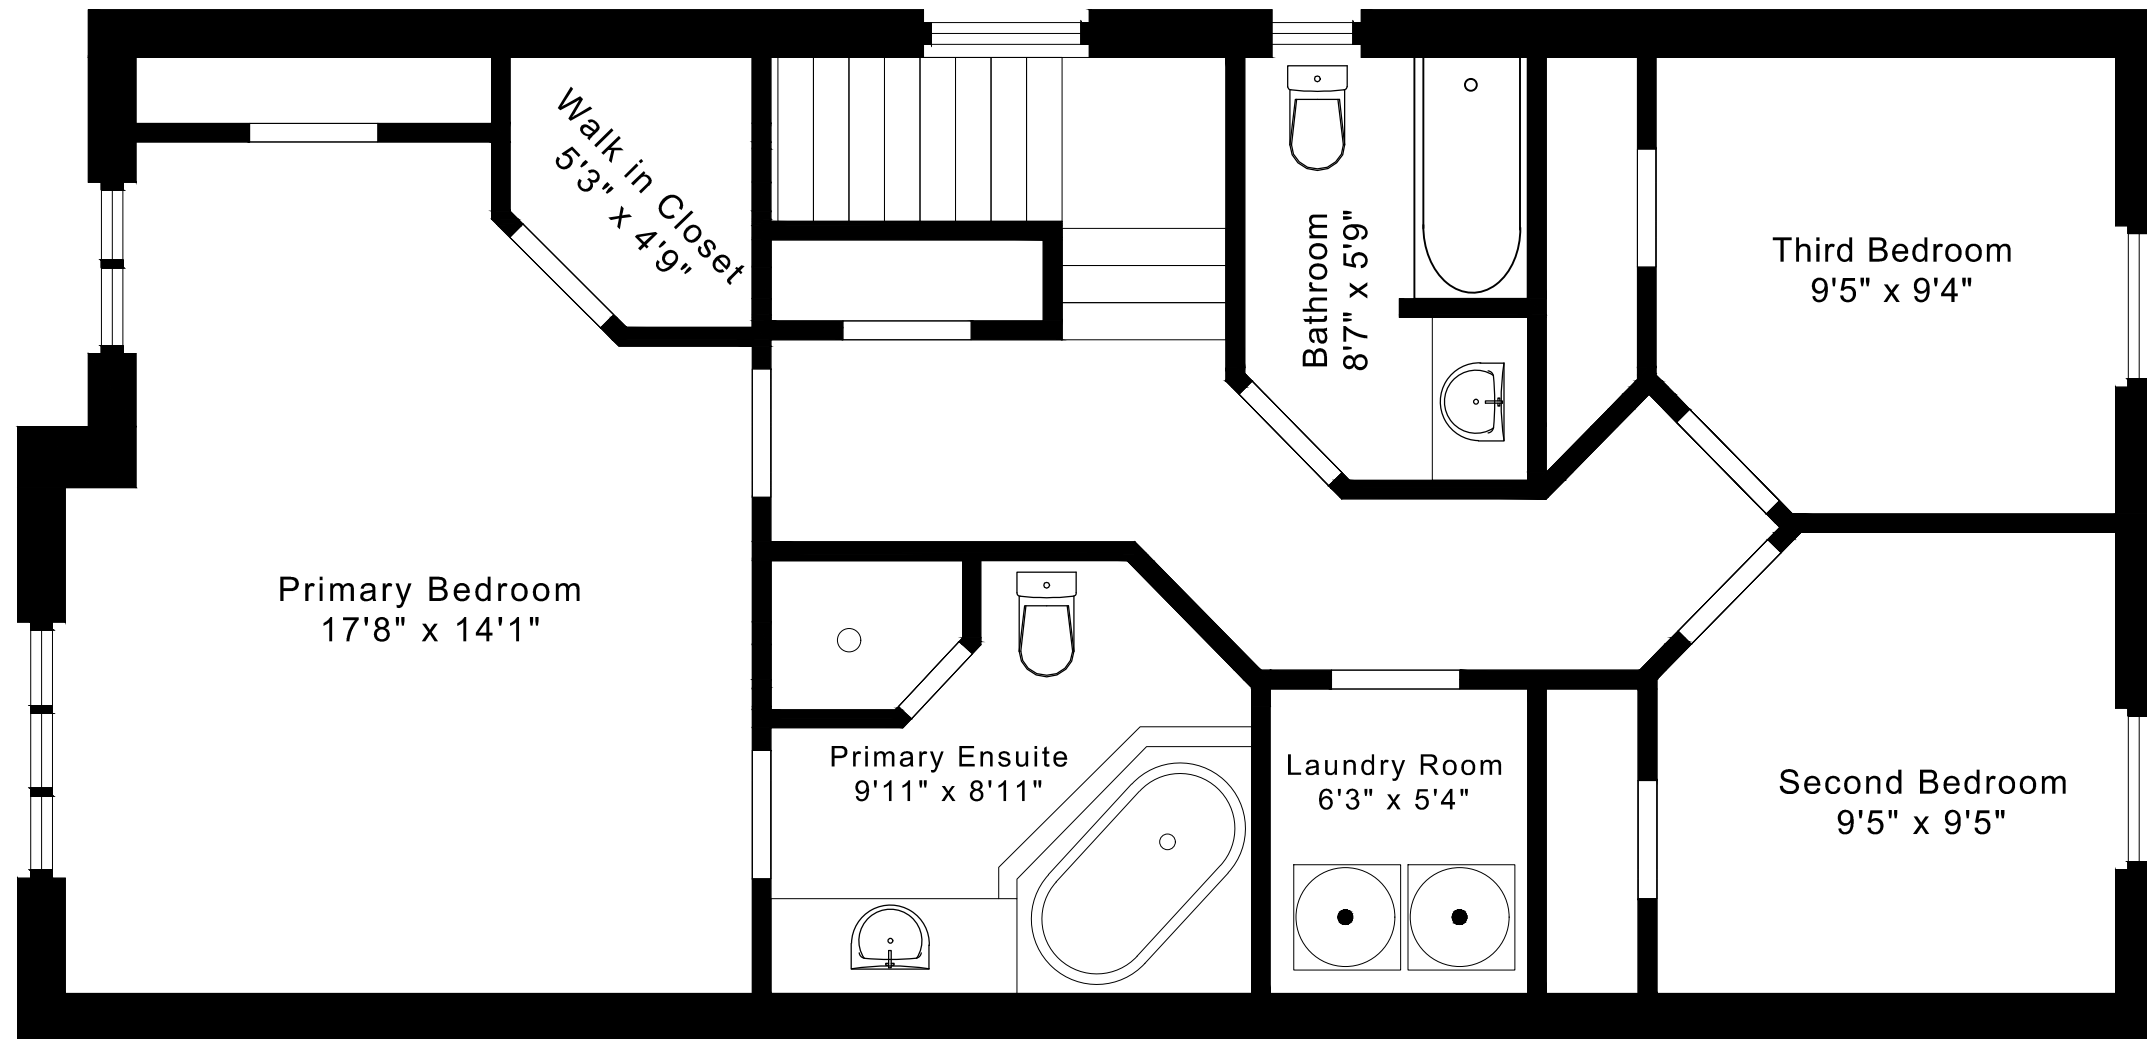 Walk in Closet
5'3" x 4'9"
Bathroom
8'7" x 5'9"
Third Bedroom
9'5" x 9'4"
Primary Bedroom
17'8" x 14'1"
Primary Ensuite
9'11" x 8'11"
Laundry Room
6'3" x 5'4"
Second Bedroom
9'5" x 9'5"